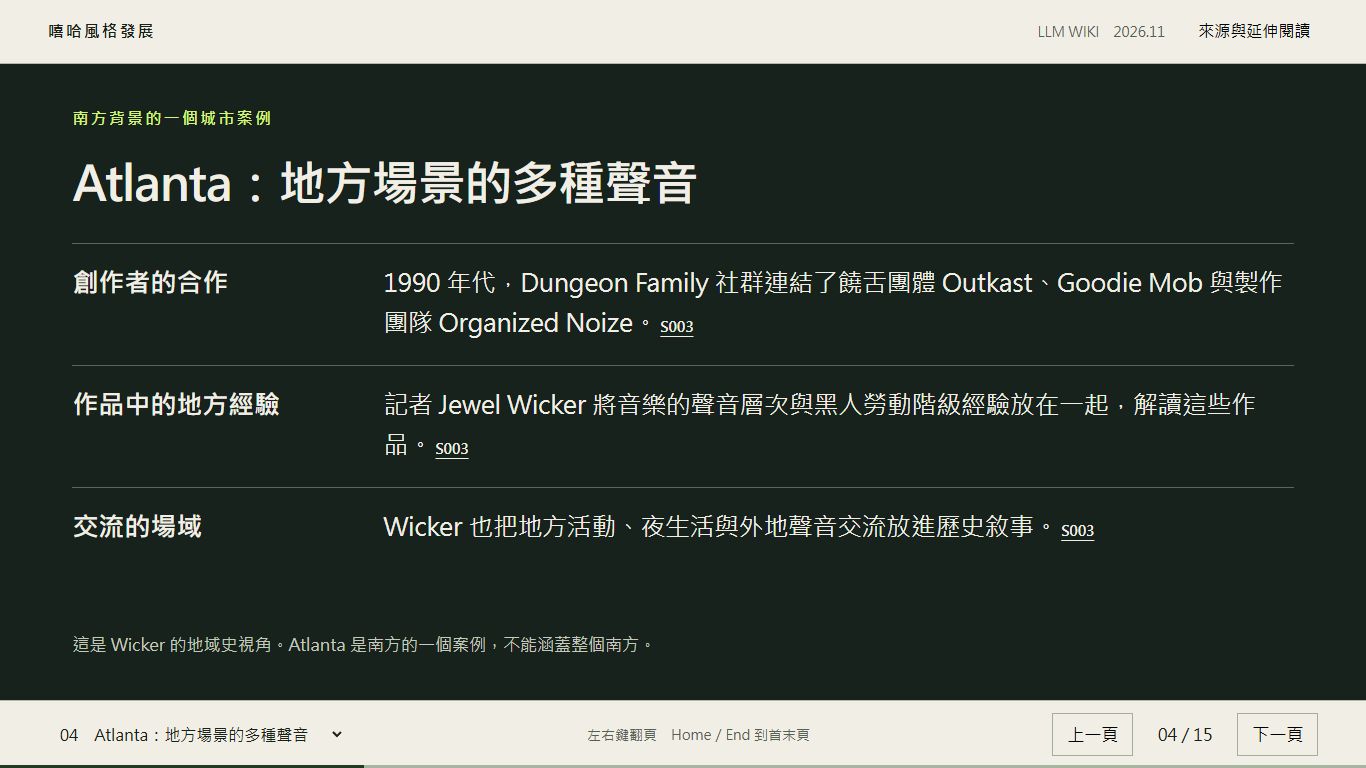 嘻哈風格發展
LLM WIKI 2026.11 來源與延伸閱讀
南方背景的一個城市案例
Atlanta：地方場景的多種聲音
創作者的合作
1990 年代，Dungeon Family 社群連結了饒舌團體 Outkast、Goodie Mob 與製作
團隊 Organized Noize。 S003
作品中的地方經驗
記者 Jewel Wicker 將音樂的聲音層次與黑人勞動階級經驗放在一起，解讀這些作
品。 S003
交流的場域
Wicker 也把地方活動、夜生活與外地聲音交流放進歷史敘事。 S003
這是 Wicker 的地域史視角。Atlanta 是南方的一個案例，不能涵蓋整個南方。
04 Atlanta：地方場景的多種聲音
左右鍵翻頁 Home / End 到首末頁
上一頁 04 / 15 下一頁